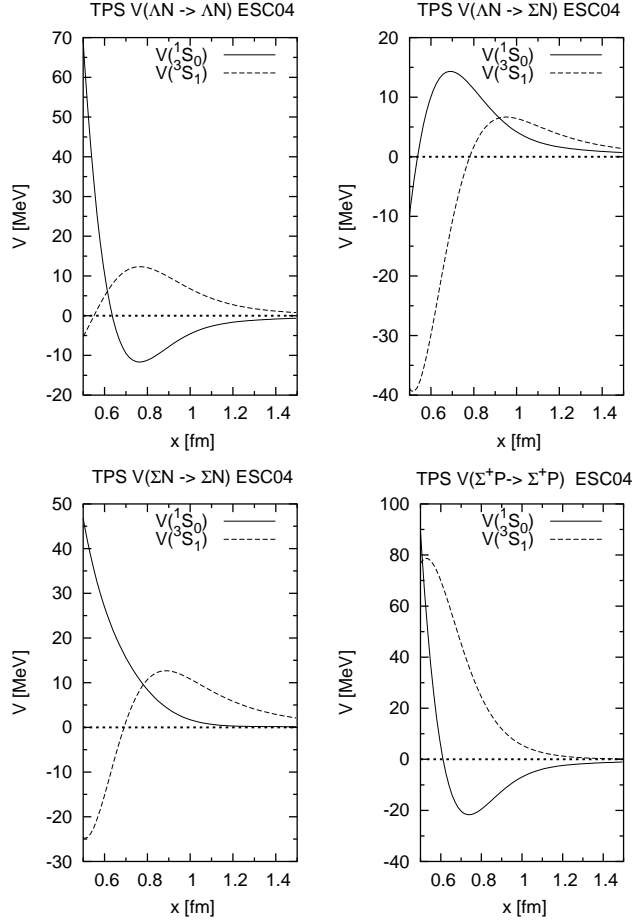 TPS V(ΛN -> ΛN) ESC04
V(¹S₀)
V(³S₁)
70
60
50
40
30
20
10
0
-10
-20
V [MeV]
0.6 0.8 1 1.2 1.4
x [fm]
TPS V(ΛN -> ΣN) ESC04
V(¹S₀)
V(³S₁)
20
10
0
-10
-20
-30
-40
V [MeV]
0.6 0.8 1 1.2 1.4
x [fm]
TPS V(ΣN -> ΣN) ESC04
V(¹S₀)
V(³S₁)
50
40
30
20
10
0
-10
-20
-30
V [MeV]
0.6 0.8 1 1.2 1.4
x [fm]
TPS V(Σ⁺P-> Σ⁺P) ESC04
V(¹S₀)
V(³S₁)
100
80
60
40
20
0
-20
-40
V [MeV]
0.6 0.8 1 1.2 1.4
x [fm]